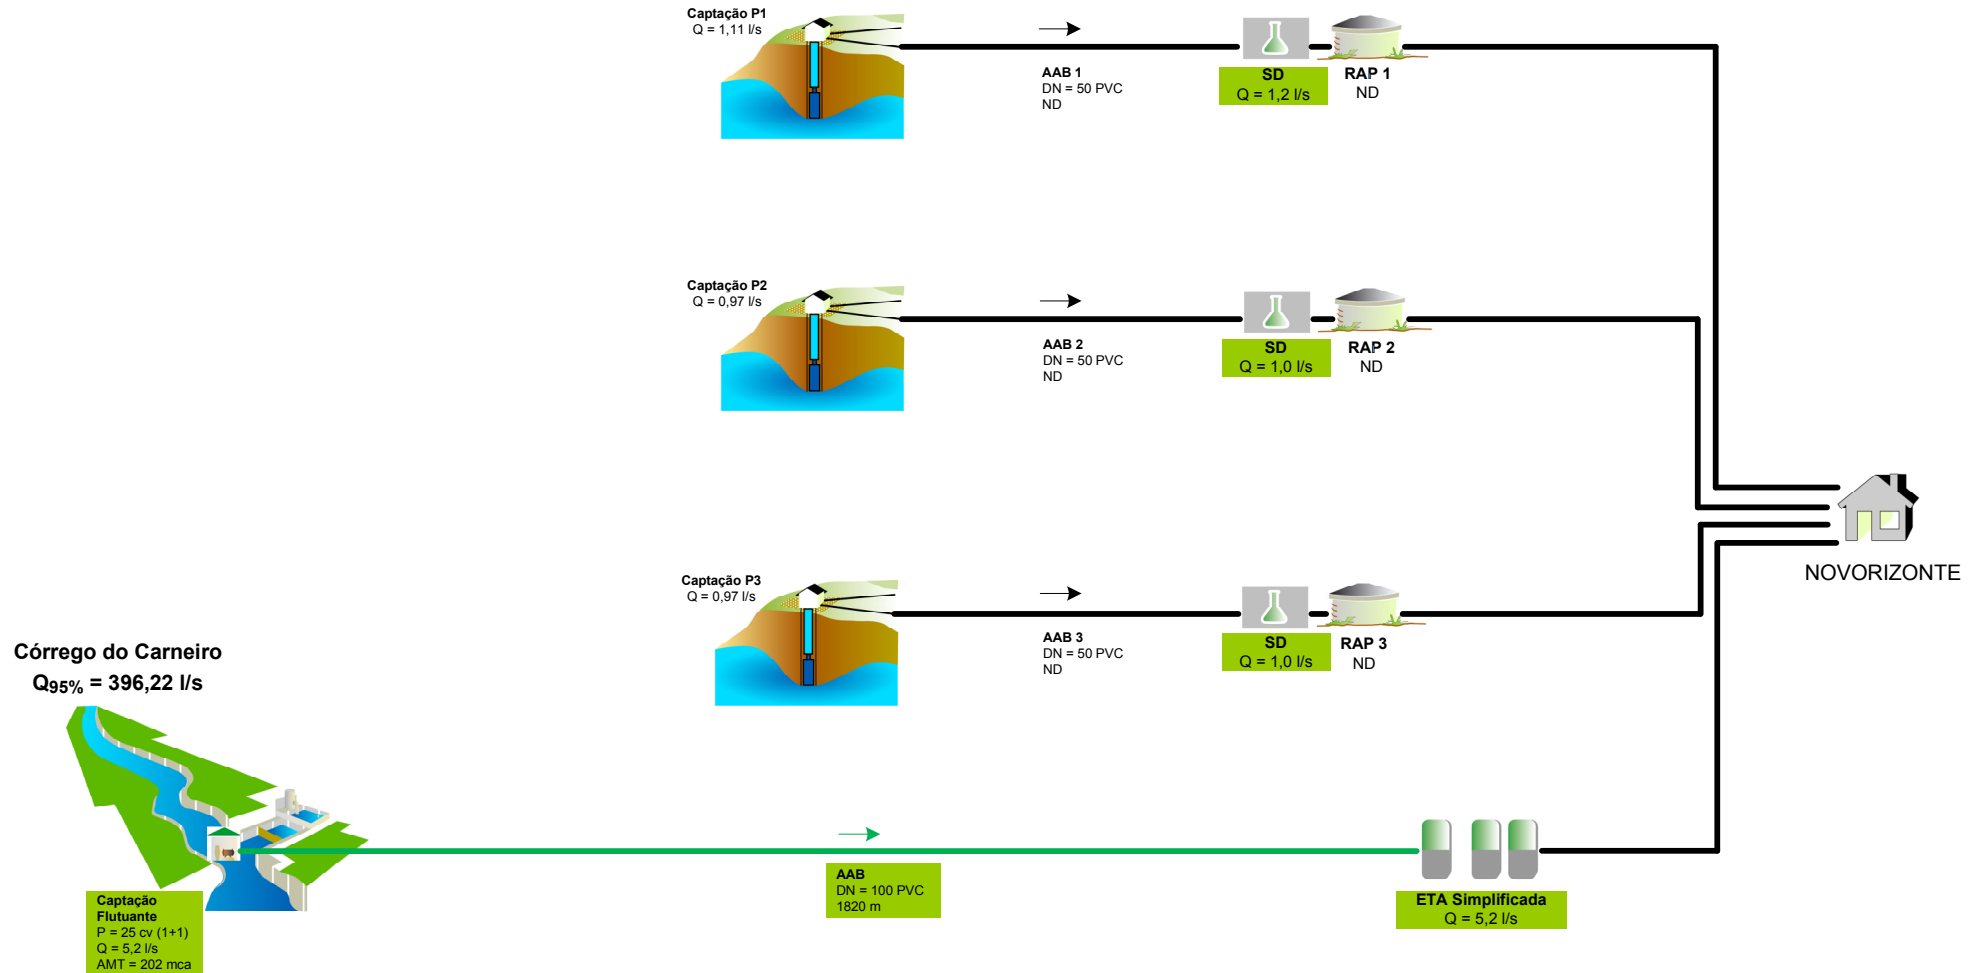 Captação P1
Q = 1,11 l/s
AAB 1
DN = 50 PVC
ND
SD
Q = 1,2 l/s
RAP 1
ND
Captação P2
Q = 0,97 l/s
AAB 2
DN = 50 PVC
ND
SD
Q = 1,0 l/s
RAP 2
ND
NOVORIZONTE
Captação P3
Q = 0,97 l/s
AAB 3
DN = 50 PVC
ND
SD
Q = 1,0 l/s
RAP 3
ND
Córrego do Carneiro
Q95% = 396,22 l/s
Captação
Flutuante
P = 25 cv (1+1)
Q = 5,2 l/s
AMT = 202 mca
AAB
DN = 100 PVC
1820 m
ETA Simplificada
Q = 5,2 l/s